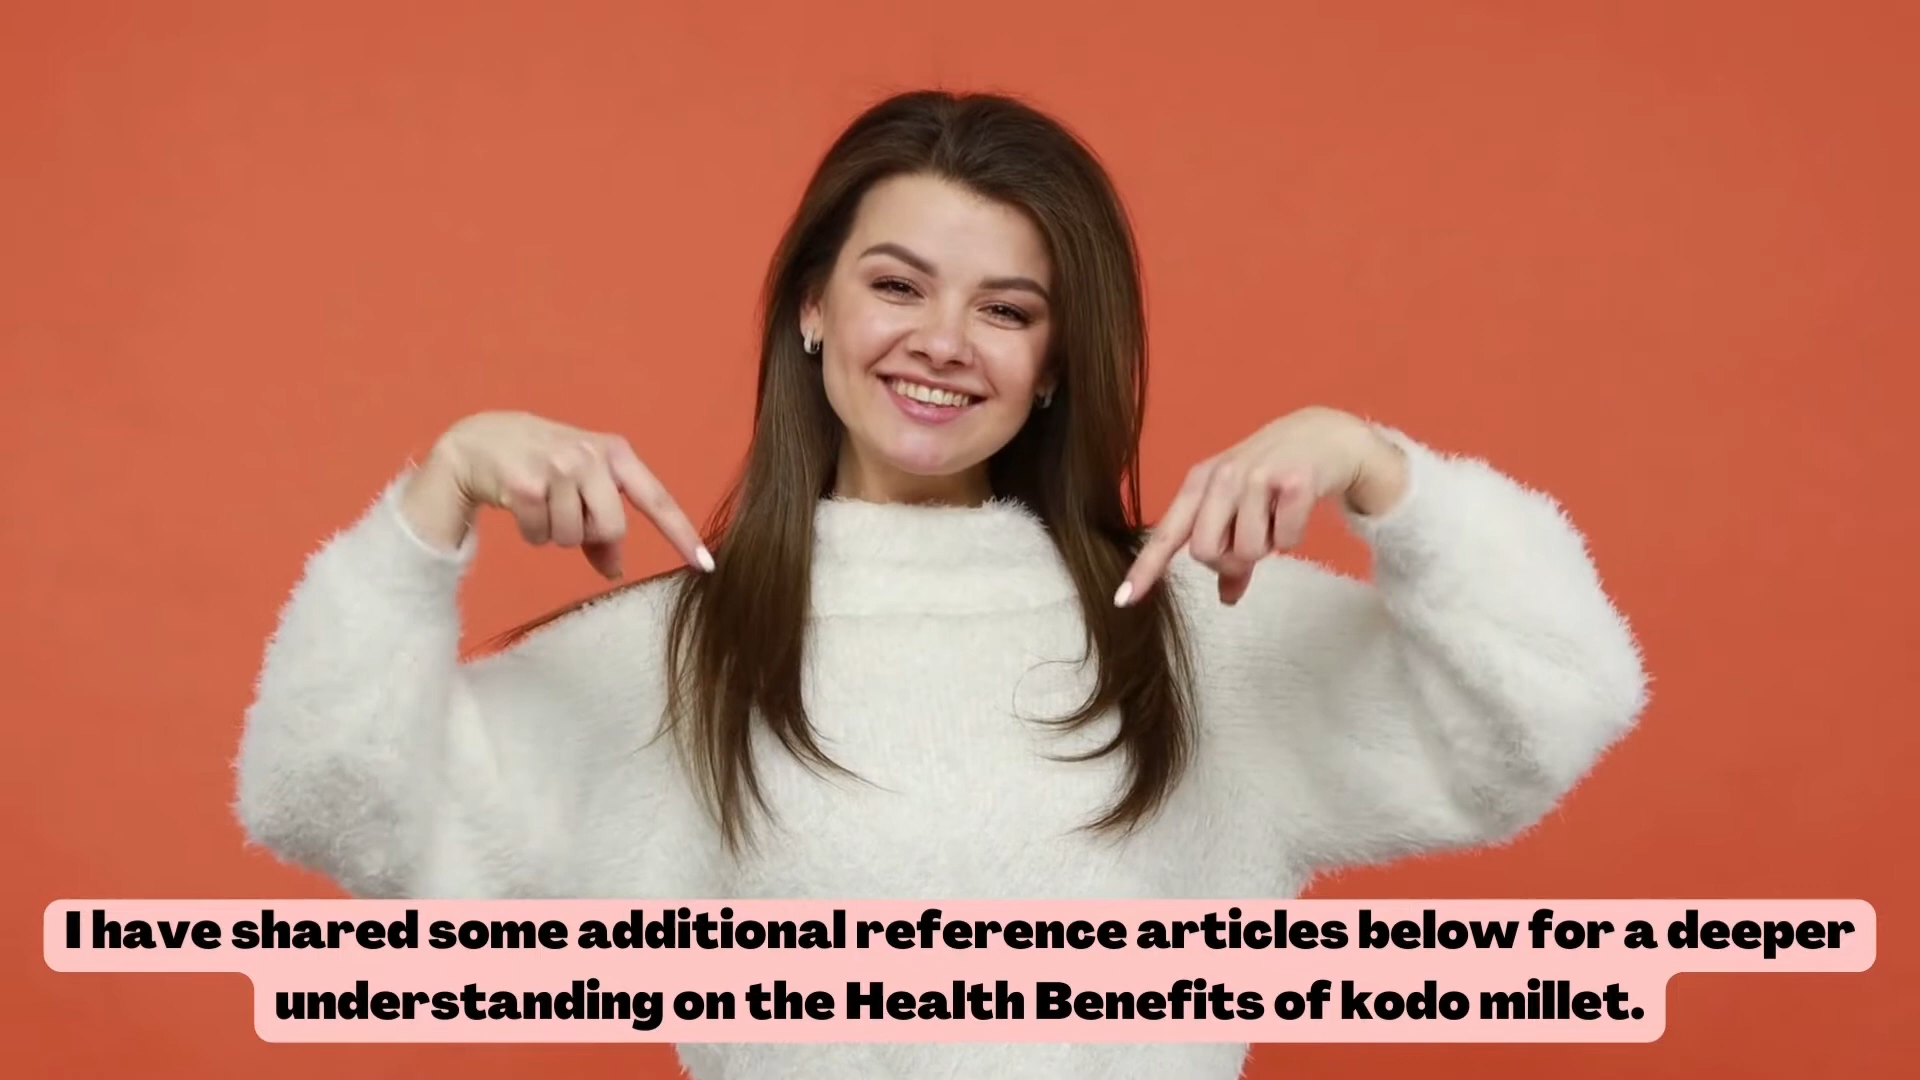 I have shared some additional reference articles below for a deeper
understanding on the Health Benefits of kodo millet.